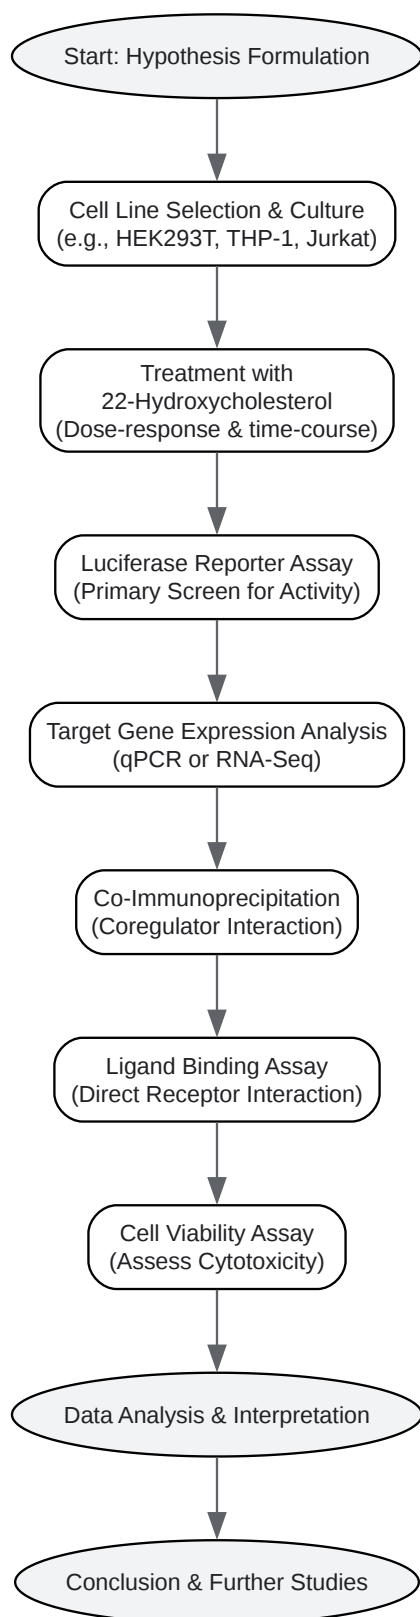 Start: Hypothesis Formulation
Cell Line Selection & Culture
(e.g., HEK293T, THP-1, Jurkat)
Treatment with
22-Hydroxycholesterol
(Dose-response & time-course)
Luciferase Reporter Assay
(Primary Screen for Activity)
Target Gene Expression Analysis
(qPCR or RNA-Seq)
Co-Immunoprecipitation
(Coregulator Interaction)
Ligand Binding Assay
(Direct Receptor Interaction)
Cell Viability Assay
(Assess Cytotoxicity)
Data Analysis & Interpretation
Conclusion & Further Studies